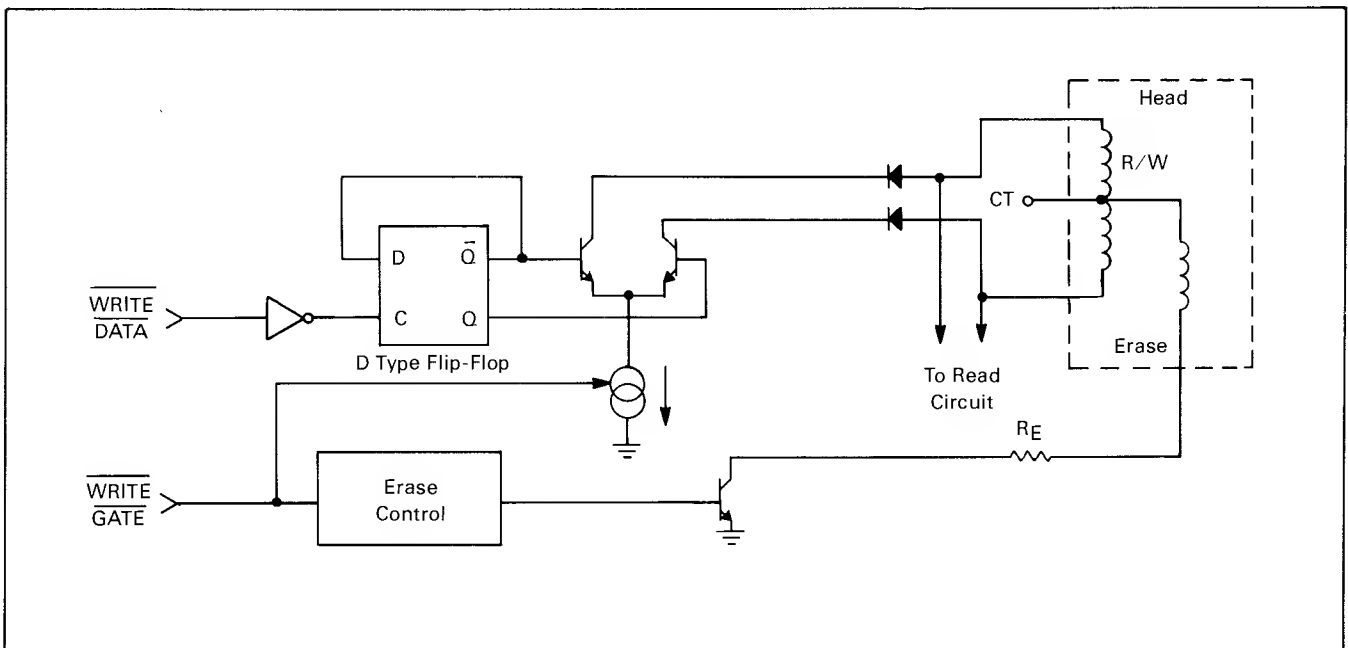 Head
R/W
CT
D Q̅
WRITE
DATA
C Q
D Type Flip-Flop
Erase
To Read
Circuit
RE
WRITE
GATE
Erase
Control